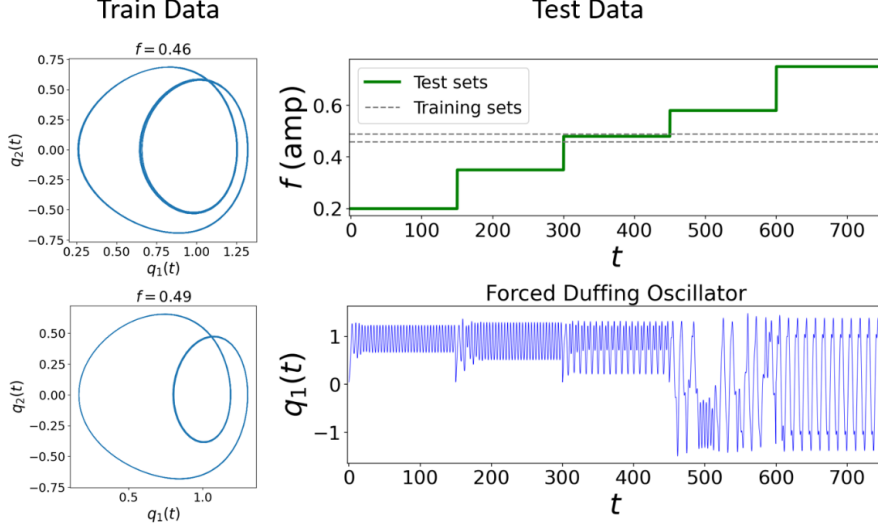 Train Data
Test Data
f = 0.46
0.75
0.50
0.25
0.00
−0.25
−0.50
−0.75
q₂(t)
0.25 0.50 0.75 1.00 1.25
q₁(t)
f = 0.49
0.50
0.25
0.00
−0.25
−0.50
−0.75
q₂(t)
0.5 1.0
q₁(t)
Test sets
Training sets
f (amp)
0.6
0.4
0.2
0 100 200 300 400 500 600 700
t
Forced Duffing Oscillator
q₁(t)
1
0
−1
0 100 200 300 400 500 600 700
t